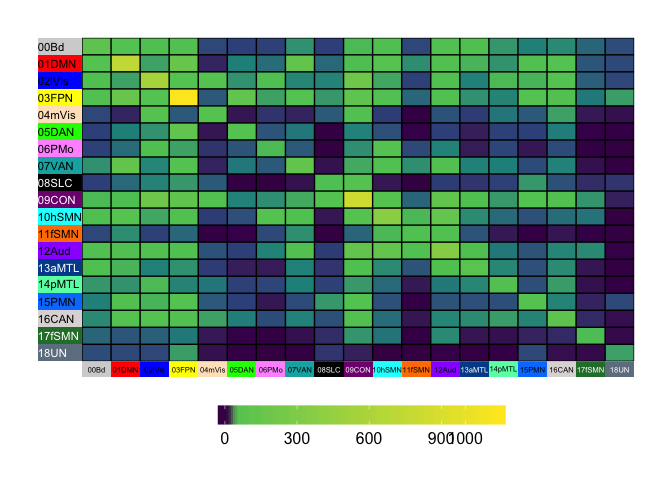 00Bd
01DMN
02Vis
03FPN
04mVis
05DAN
06PMo
07VAN
08SLC
09CON
10hSMN
11fSMN
12Aud
13aMTL
14pMTL
15PMN
16CAN
17fSMN
18UN
00Bd 01DMN 02Vis 03FPN 04mVis 05DAN 06PMo 07VAN 08SLC 09CON 10hSMN 11fSMN 12Aud 13aMTL 14pMTL 15PMN 16CAN 17fSMN 18UN
0 300 600 900 1000